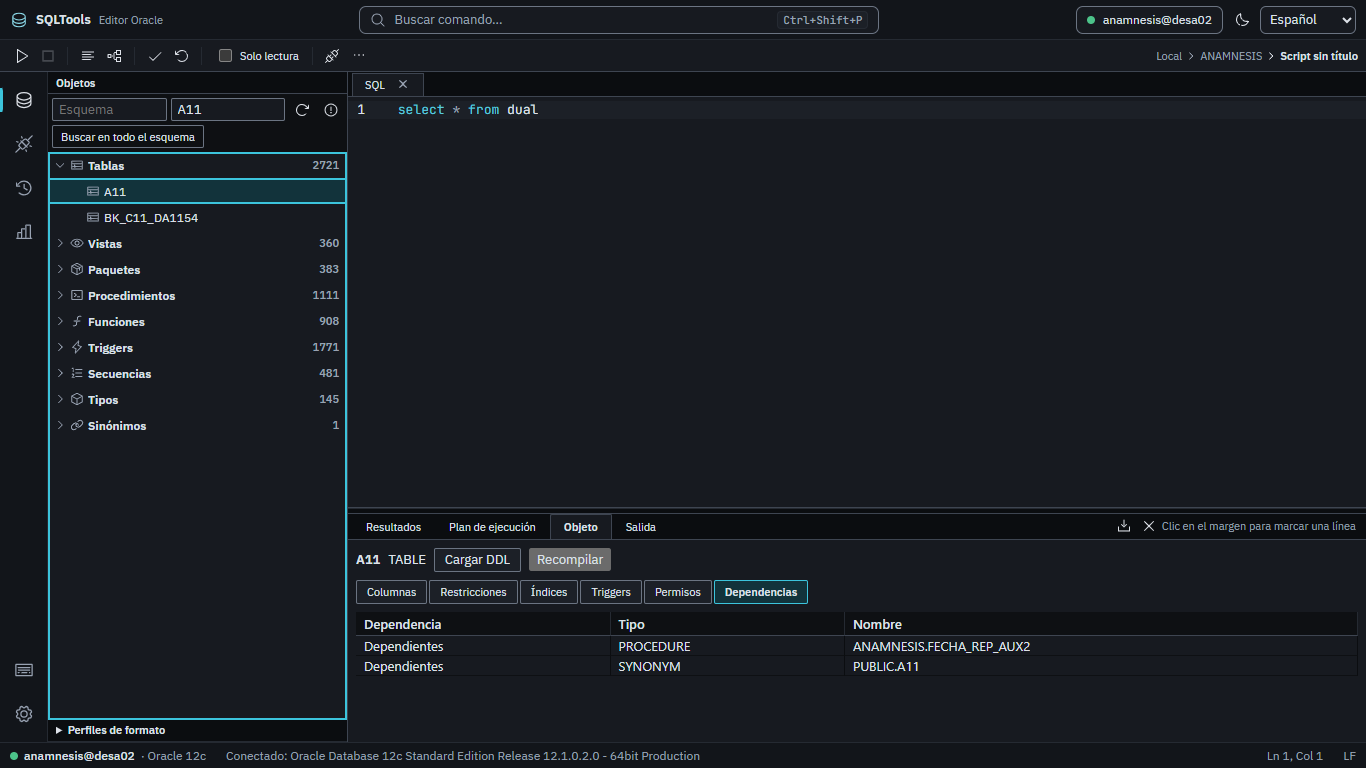 SQLTools Editor Oracle
Buscar comando... Ctrl+Shift+P
anamnesis@desa02
Español
Solo lectura
Local > ANAMNESIS > Script sin título
Objetos
Esquema A11
Buscar en todo el esquema
Tablas 2721
A11
BK_C11_DA1154
Vistas 360
Paquetes 383
Procedimientos 1111
Funciones 908
Triggers 1771
Secuencias 481
Tipos 145
Sinónimos 1
Perfiles de formato
SQL
1 select * from dual
Resultados Plan de ejecución Objeto Salida
Clic en el margen para marcar una línea
A11 TABLE Cargar DDL Recompilar
Columnas Restricciones Índices Triggers Permisos Dependencias
Dependencia Tipo Nombre
Dependientes PROCEDURE ANAMNESIS.FECHA_REP_AUX2
Dependientes SYNONYM PUBLIC.A11
anamnesis@desa02 · Oracle 12c Conectado: Oracle Database 12c Standard Edition Release 12.1.0.2.0 - 64bit Production
Ln 1, Col 1 LF